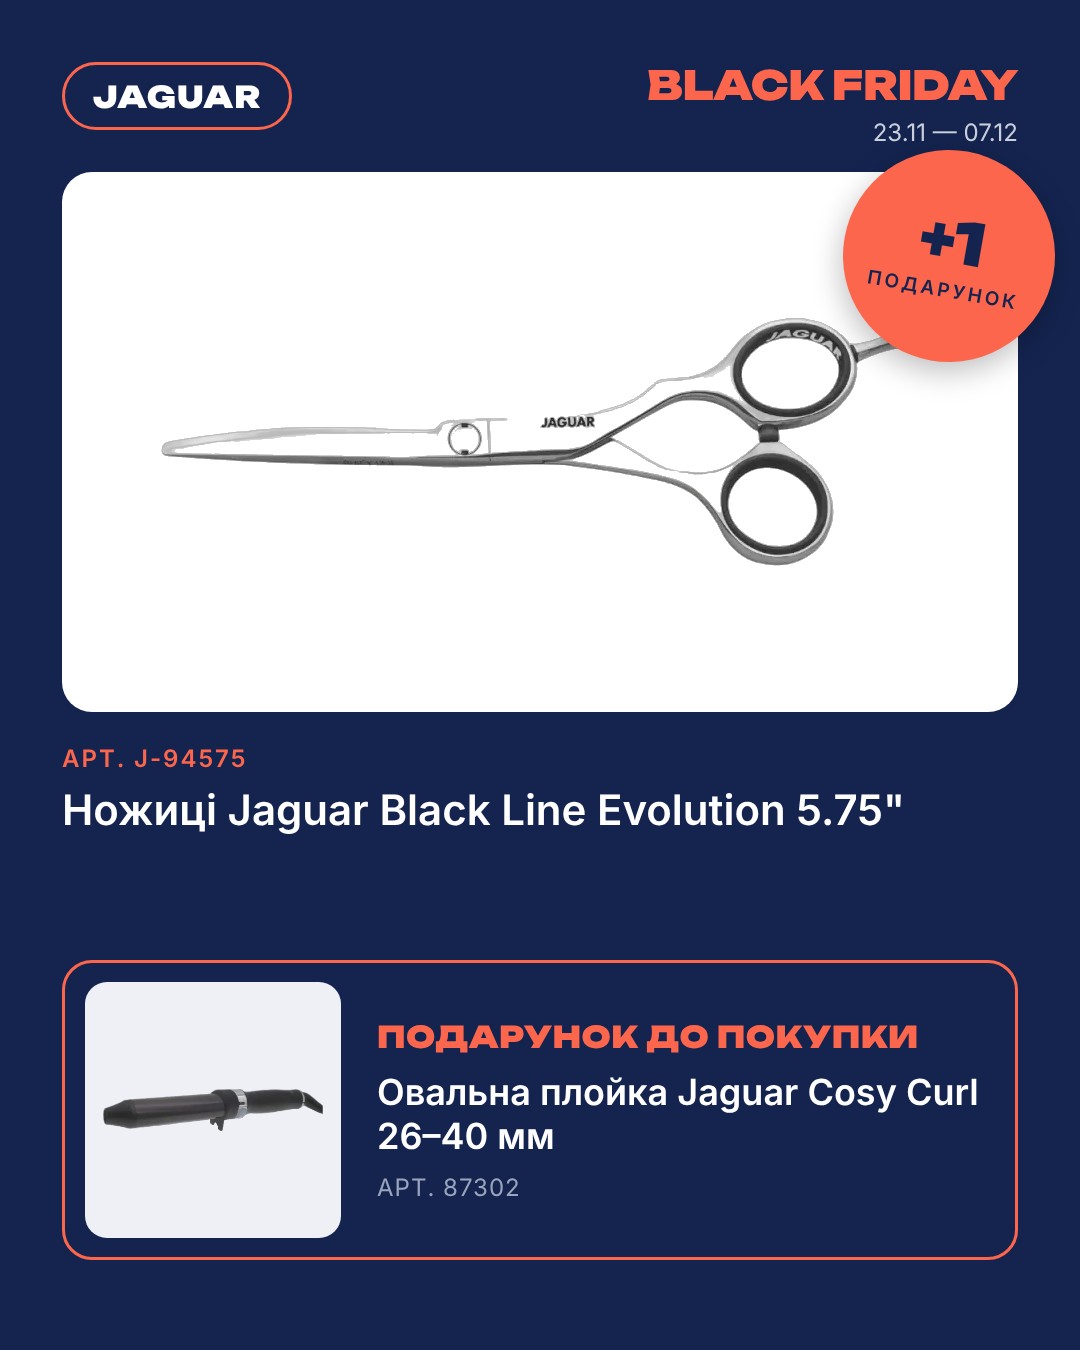 JAGUAR
BLACK FRIDAY
23.11 — 07.12
+1
ПОДАРУНОК
JAGUAR
JAGUAR
АРТ. J-94575
Ножиці Jaguar Black Line Evolution 5.75"
ПОДАРУНОК ДО ПОКУПКИ
Овальна плойка Jaguar Cosy Curl
26–40 мм
АРТ. 87302